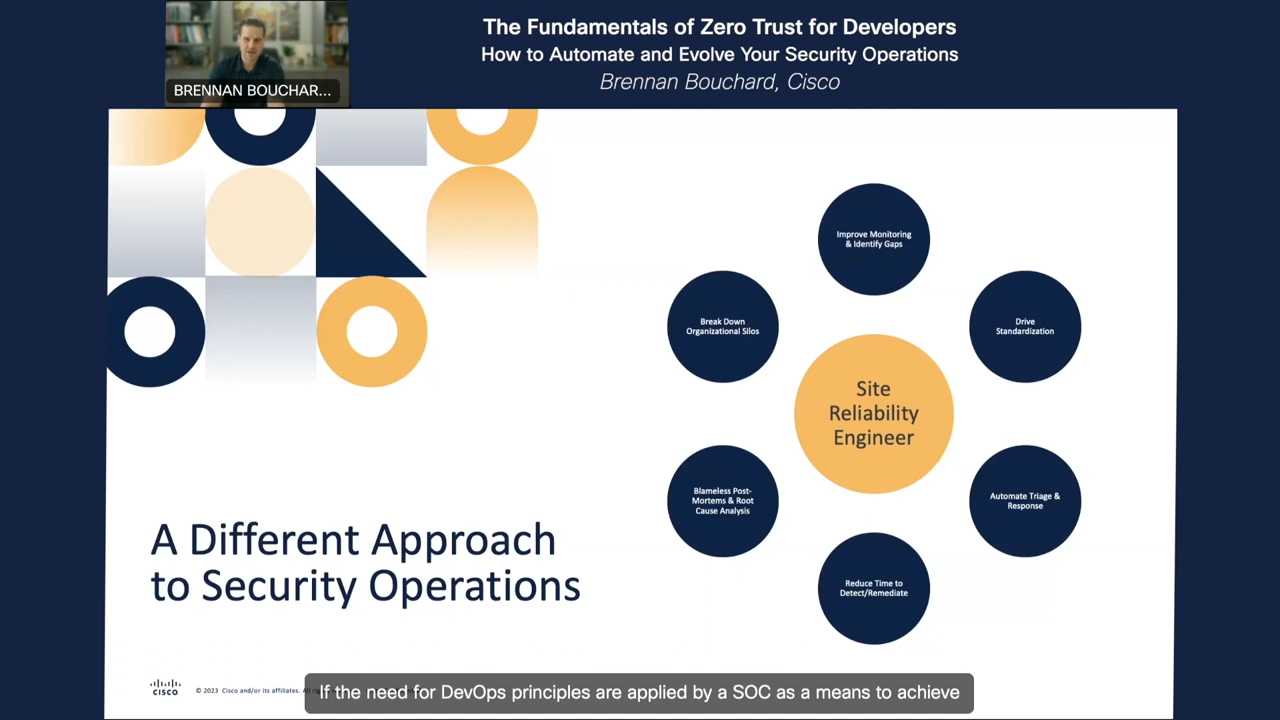 The Fundamentals of Zero Trust for Developers
How to Automate and Evolve Your Security Operations
Brennan Bouchard, Cisco
BRENNAN BOUCHAR...
Improve Monitoring
& Identify Gaps
Break Down
Organizational Silos
Drive
Standardization
Site
Reliability
Engineer
Blameless Post-
Mortems & Root
Cause Analysis
Automate Triage &
Response
Reduce Time to
Detect/Remediate
A Different Approach
to Security Operations
CISCO
© 2023 Cisco and/or its affiliates.
If the need for DevOps principles are applied by a SOC as a means to achieve